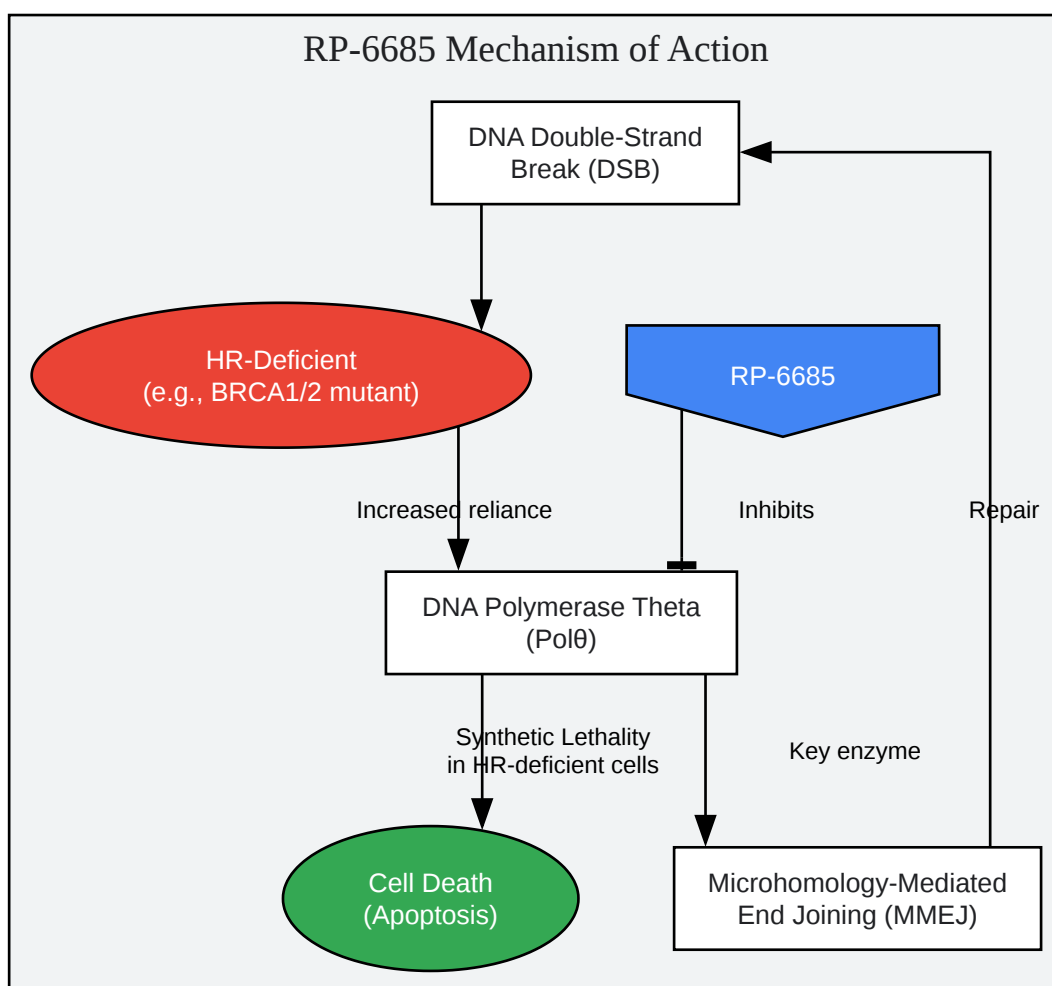 RP-6685 Mechanism of Action
DNA Double-Strand
Break (DSB)
HR-Deficient
(e.g., BRCA1/2 mutant)
RP-6685
Increased reliance
Inhibits
Repair
DNA Polymerase Theta
(Polθ)
Synthetic Lethality
in HR-deficient cells
Key enzyme
Cell Death
(Apoptosis)
Microhomology-Mediated
End Joining (MMEJ)